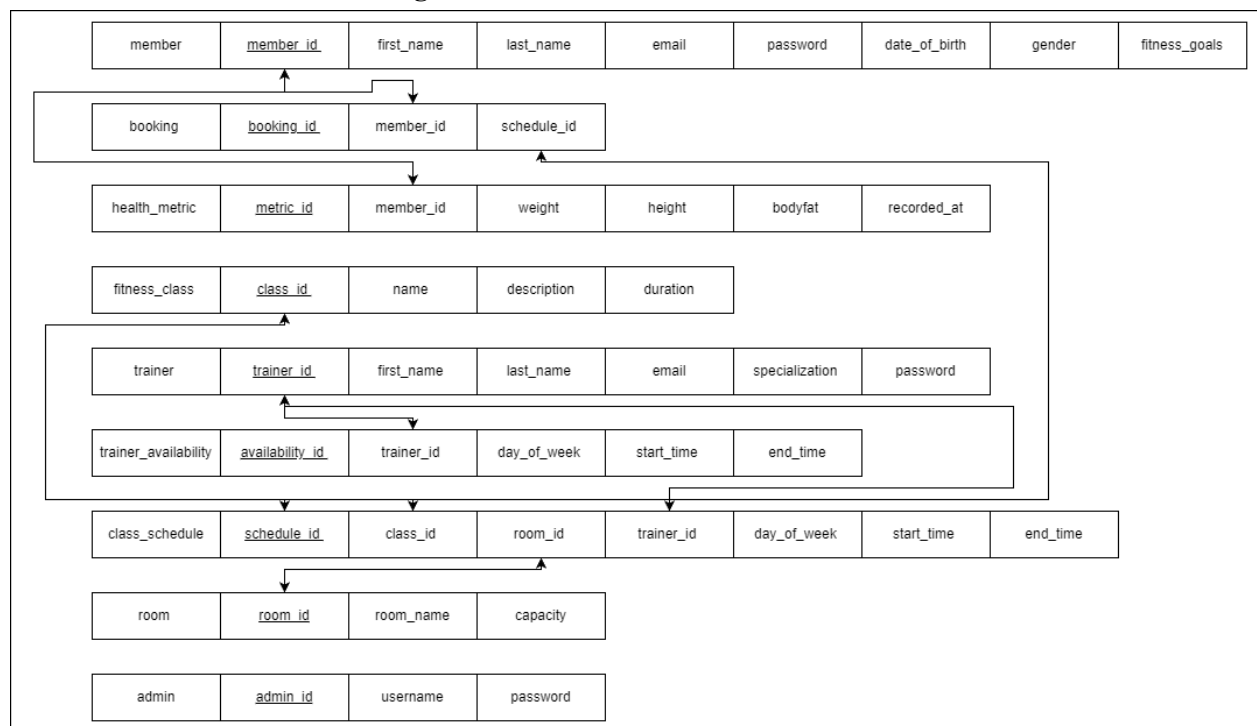 member member_id first_name last_name email password date_of_birth gender fitness_goals
booking booking_id member_id schedule_id
health_metric metric_id member_id weight height bodyfat recorded_at
fitness_class class_id name description duration
trainer trainer_id first_name last_name email specialization password
trainer_availability availability_id trainer_id day_of_week start_time end_time
class_schedule schedule_id class_id room_id trainer_id day_of_week start_time end_time
room room_id room_name capacity
admin admin_id username password